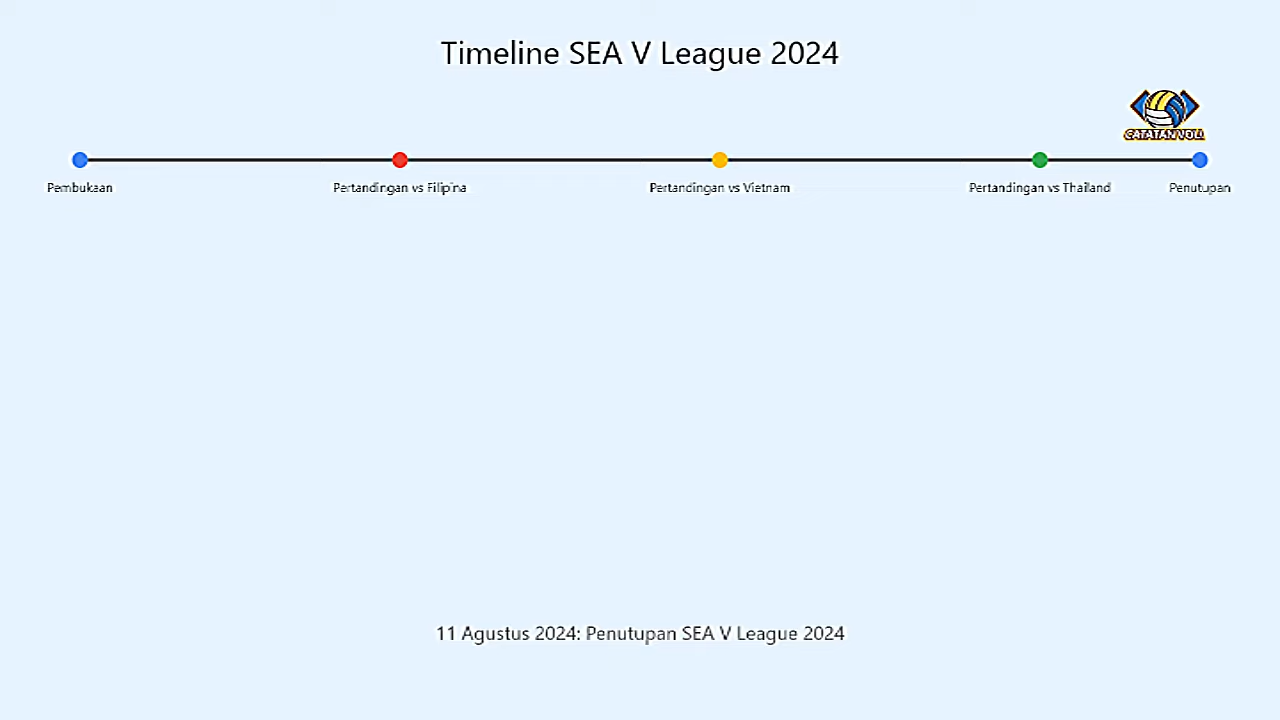 Timeline SEA V League 2024
CATATAN VOLI
Pembukaan
Pertandingan vs Filipina
Pertandingan vs Vietnam
Pertandingan vs Thailand
Penutupan
11 Agustus 2024: Penutupan SEA V League 2024